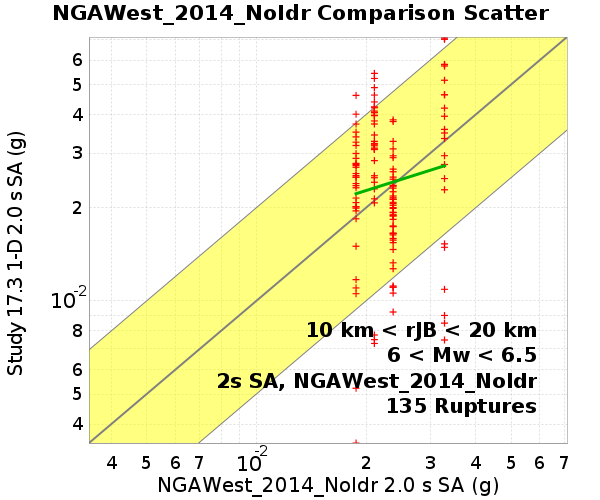 NGAWest_2014_NoIdr Comparison Scatter
Study 17.3 1-D 2.0 s SA (g)
6
5
4
3
2
10-2
8
6
5
4
10 km < rJB < 20 km
6 < Mw < 6.5
2s SA, NGAWest_2014_NoIdr
135 Ruptures
4 5 6 7 10-2 2 3 4 5 6 7
NGAWest_2014_NoIdr 2.0 s SA (g)